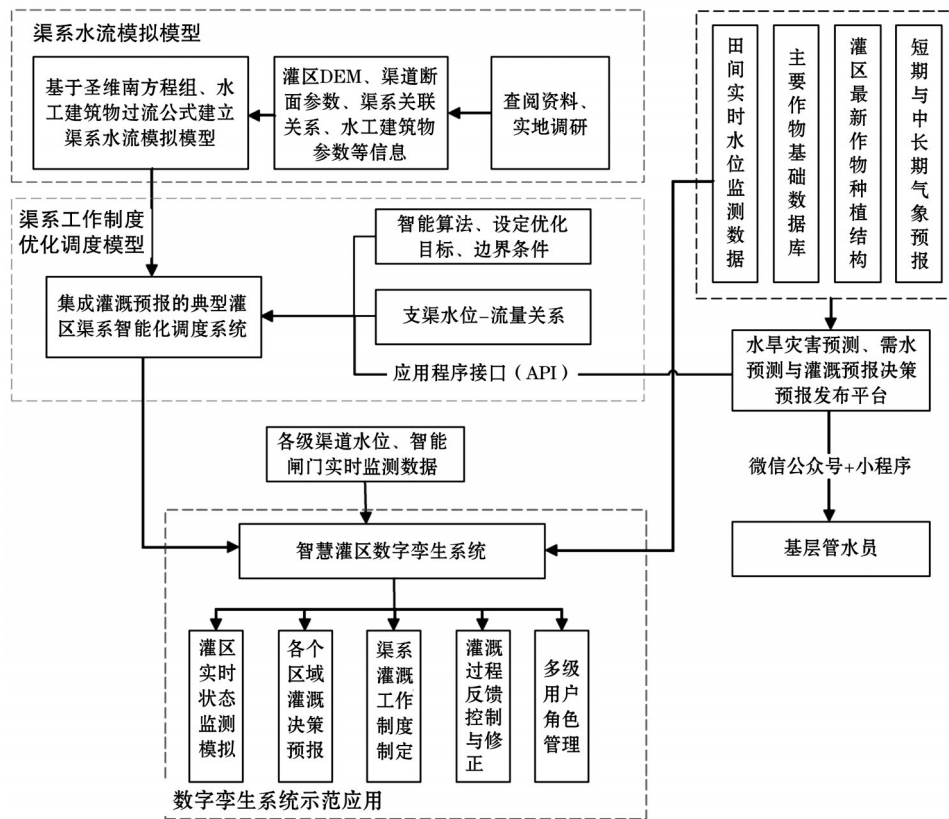 渠系水流模拟模型
基于圣维南方程组、水
工建筑物过流公式建立
渠系水流模拟模型
灌区DEM、渠道断
面参数、渠系关联
关系、水工建筑物
参数等信息
查阅资料、
实地调研
田间实时水位监测数据
主要作物基础数据库
灌区最新作物种植结构
短期与中长期气象预报
渠系工作制度
优化调度模型
智能算法、设定优化
目标、边界条件
集成灌溉预报的典型灌
区渠系智能化调度系统
支渠水位-流量关系
应用程序接口（API）
水旱灾害预测、需水
预测与灌溉预报决策
预报发布平台
微信公众号+小程序
基层管水员
各级渠道水位、智能
闸门实时监测数据
智慧灌区数字孪生系统
灌区
实时
状态
监测
模拟
各个
区域
灌溉
决策
预报
渠系
灌溉
工作
制度
制定
灌溉
过程
反馈
控制
与修
正
多级
用户
角色
管理
数字孪生系统示范应用